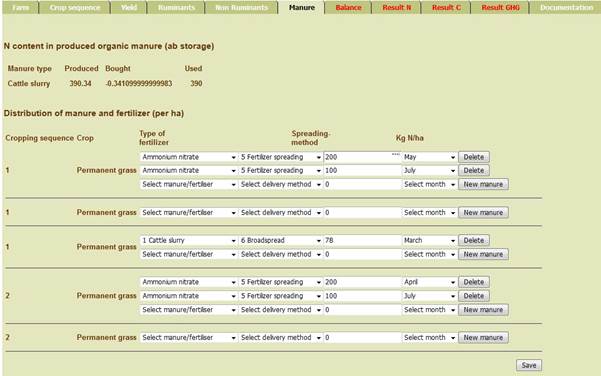 Farm Crop sequence Yield Ruminants Non Ruminants Manure Balance Result N Result C Result GHG Documentation
N content in produced organic manure (ab storage)
Manure type Produced Bought Used
Cattle slurry 390.34 -0.341099999999983 390
Distribution of manure and fertilizer (per ha)
Cropping sequence Crop Type of fertilizer Spreading-method Kg N/ha
Ammonium nitrate 5 Fertilzer spreading 200 May Delete
1 Permanent grass Ammonium nitrate 5 Fertilzer spreading 100 July Delete
Select manure/fertiliser Select delivery method 0 Select month New manure
1 Permanent grass Select manure/fertiliser Select delivery method 0 Select month New manure
1 Permanent grass 1 Cattle slurry 6 Broadspread 78 March Delete
Select manure/fertiliser Select delivery method 0 Select month New manure
Ammonium nitrate 5 Fertilzer spreading 200 April Delete
2 Permanent grass Ammonium nitrate 5 Fertilzer spreading 100 July Delete
Select manure/fertiliser Select delivery method 0 Select month New manure
2 Permanent grass Select manure/fertiliser Select delivery method 0 Select month New manure
Save